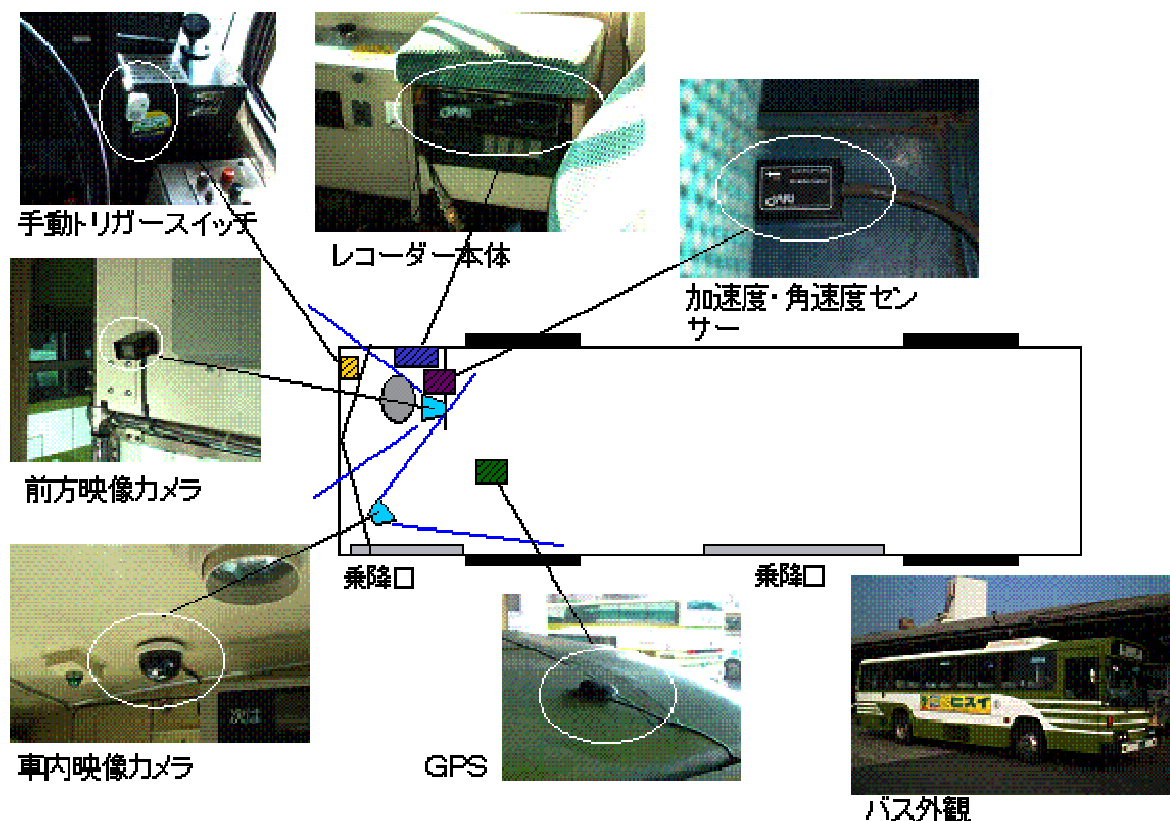 手動トリガースイッチ
レコーダー本体
加速度・角速度セン
サー
前方映像カメラ
乗降口
乗降口
車内映像カメラ
GPS
バス外観